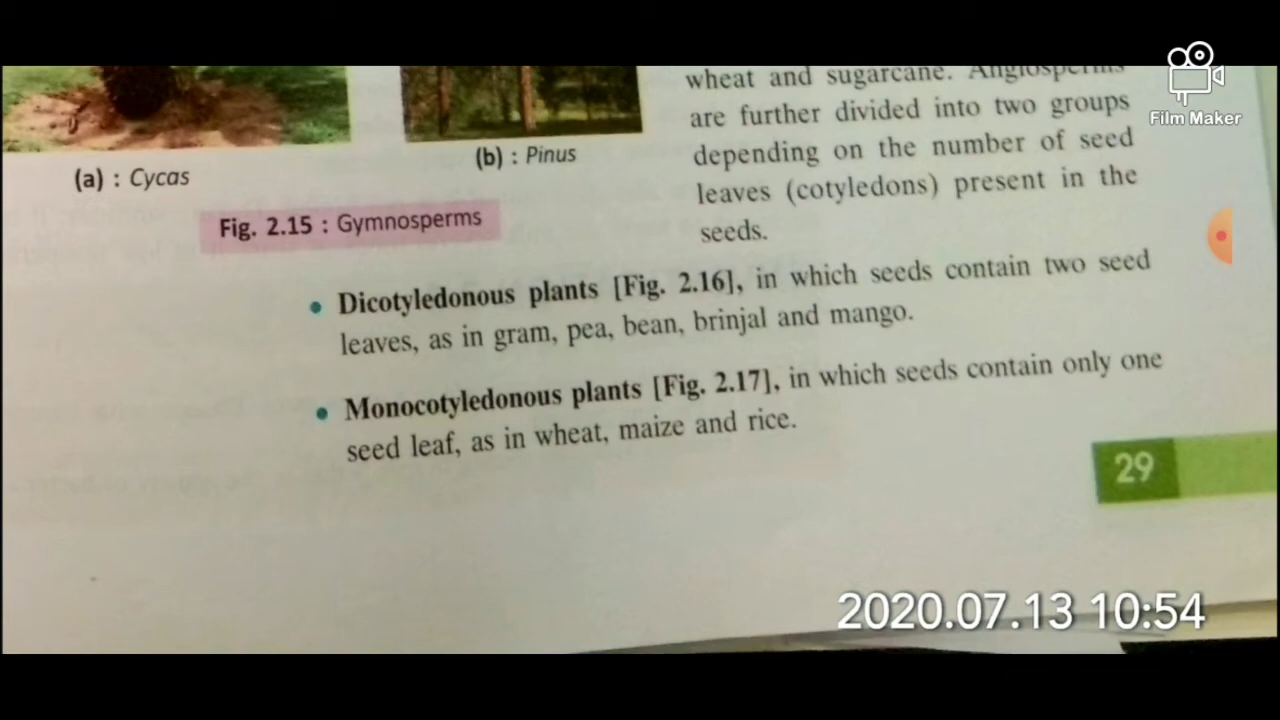 wheat and sugarcane. Angiosperms
are further divided into two groups
depending on the number of seed
leaves (cotyledons) present in the
seeds.
(a) : Cycas
(b) : Pinus
Fig. 2.15 : Gymnosperms
• Dicotyledonous plants [Fig. 2.16], in which seeds contain two seed
leaves, as in gram, pea, bean, brinjal and mango.
• Monocotyledonous plants [Fig. 2.17], in which seeds contain only one
seed leaf, as in wheat, maize and rice.
29
Film Maker
2020.07.13 10:54